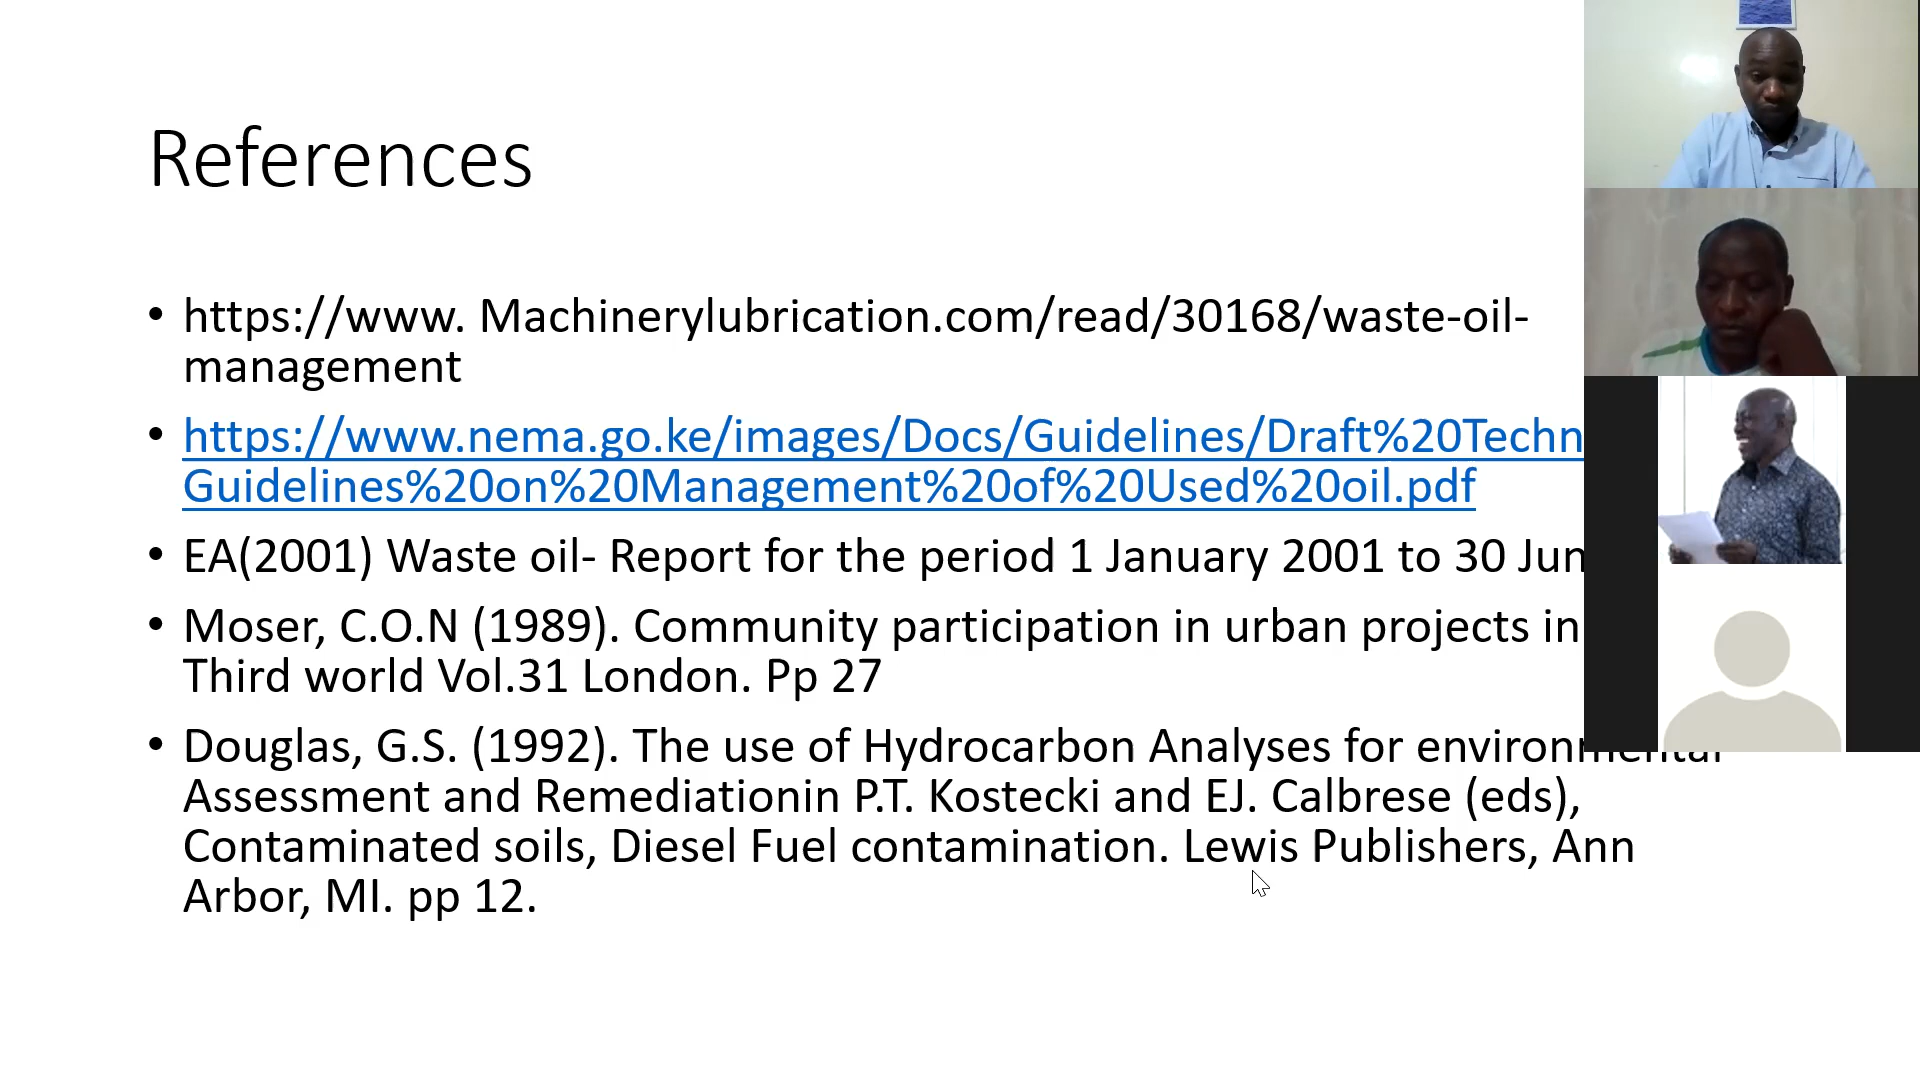 References
• https://www. Machinerylubrication.com/read/30168/waste-oil-
management
• https://www.nema.go.ke/images/Docs/Guidelines/Draft%20Techn
Guidelines%20on%20Management%20of%20Used%20oil.pdf
• EA(2001) Waste oil- Report for the period 1 January 2001 to 30 Jun
• Moser, C.O.N (1989). Community participation in urban projects in
Third world Vol.31 London. Pp 27
• Douglas, G.S. (1992). The use of Hydrocarbon Analyses for environmental
Assessment and Remediationin P.T. Kostecki and EJ. Calbrese (eds),
Contaminated soils, Diesel Fuel contamination. Lewis Publishers, Ann
Arbor, MI. pp 12.